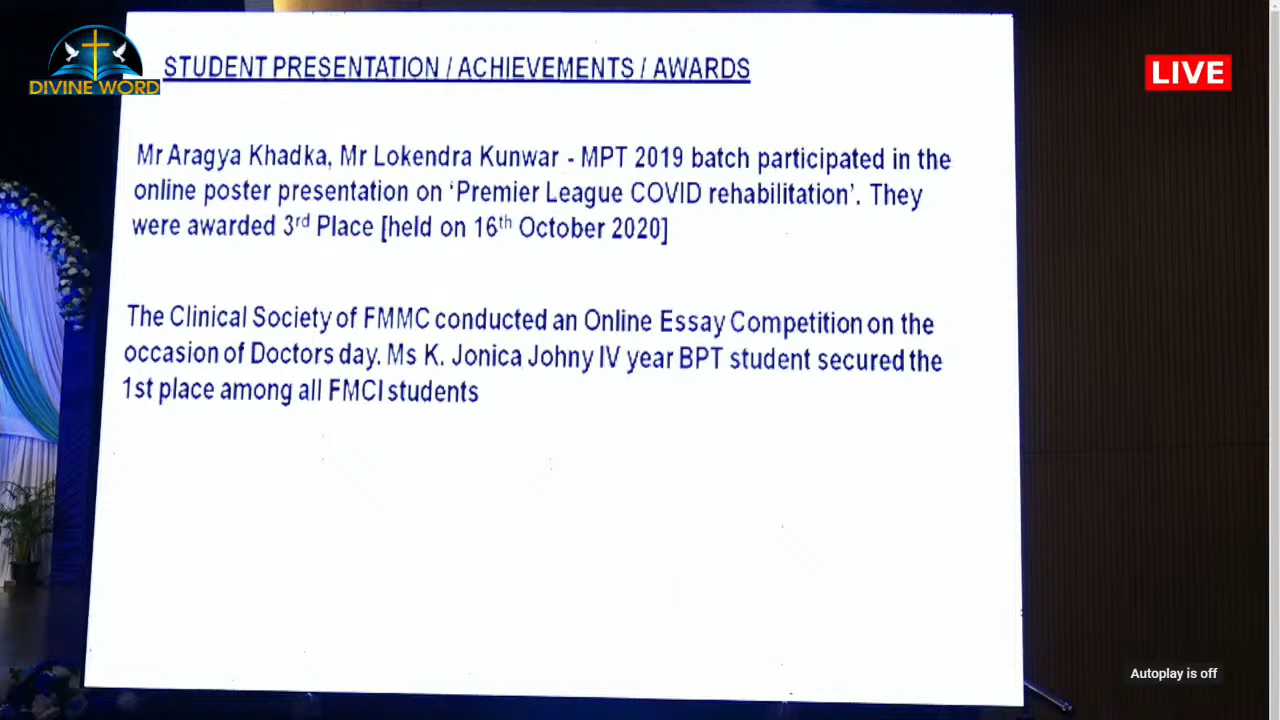 DIVINE WORD
LIVE
STUDENT PRESENTATION / ACHIEVEMENTS / AWARDS
Mr Aragya Khadka, Mr Lokendra Kunwar - MPT 2019 batch participated in the
online poster presentation on ‘Premier League COVID rehabilitation’. They
were awarded 3rd Place [held on 16th October 2020]
The Clinical Society of FMMC conducted an Online Essay Competition on the
occasion of Doctors day. Ms K. Jonica Johny IV year BPT student secured the
1st place among all FMCI students
Autoplay is off